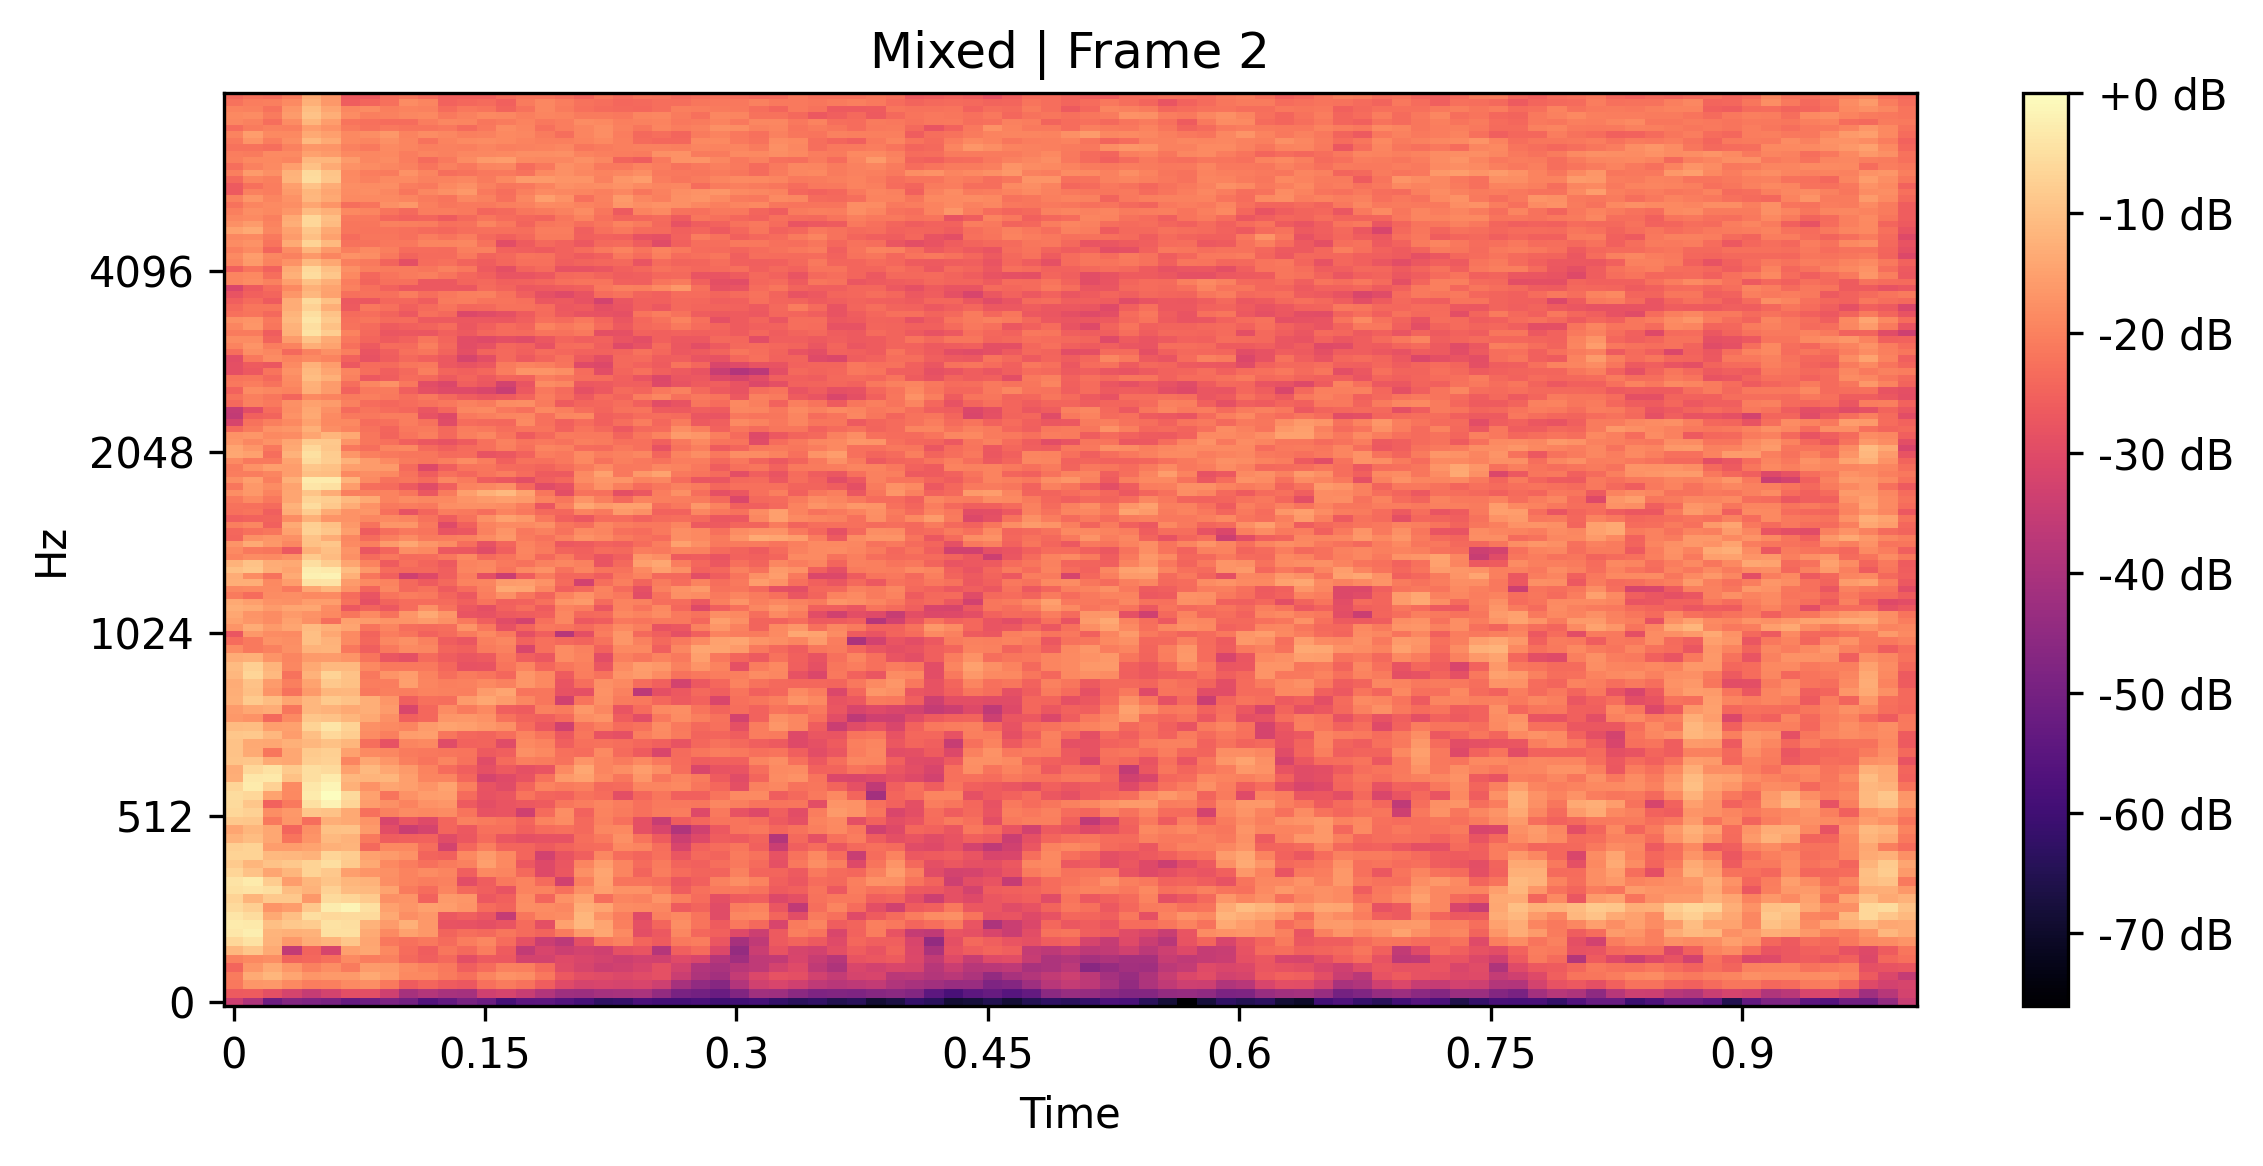 Mixed | Frame 2
Hz
4096
2048
1024
512
0
0 0.15 0.3 0.45 0.6 0.75 0.9
Time
+0 dB
-10 dB
-20 dB
-30 dB
-40 dB
-50 dB
-60 dB
-70 dB